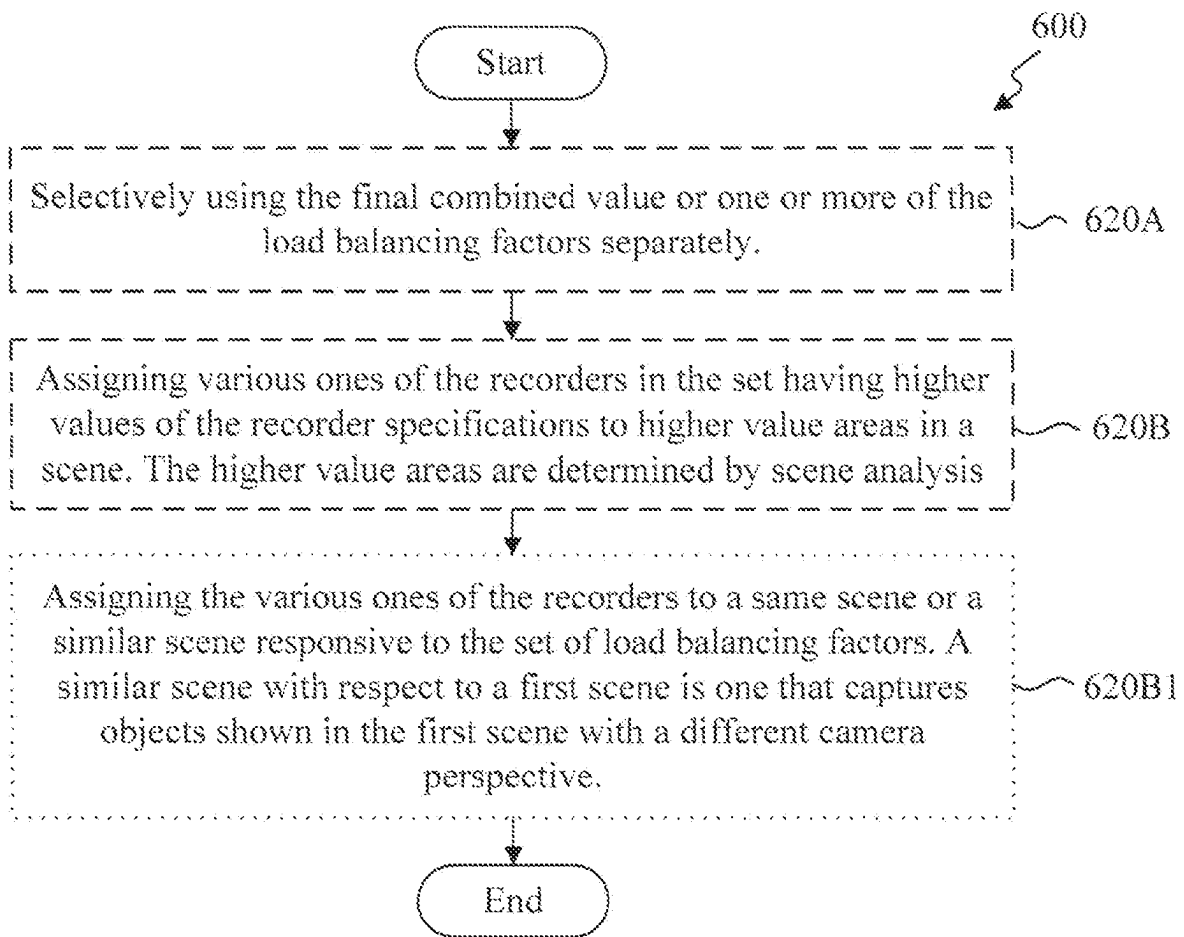 600
Start
Selectively using the final combined value or one or more of the
load balancing factors separately.
620A
Assigning various ones of the recorders in the set having higher
values of the recorder specifications to higher value areas in a
scene. The higher value areas are determined by scene analysis
620B
Assigning the various ones of the recorders to a same scene or a
similar scene responsive to the set of load balancing factors. A
similar scene with respect to a first scene is one that captures
objects shown in the first scene with a different camera
perspective.
620B1
End